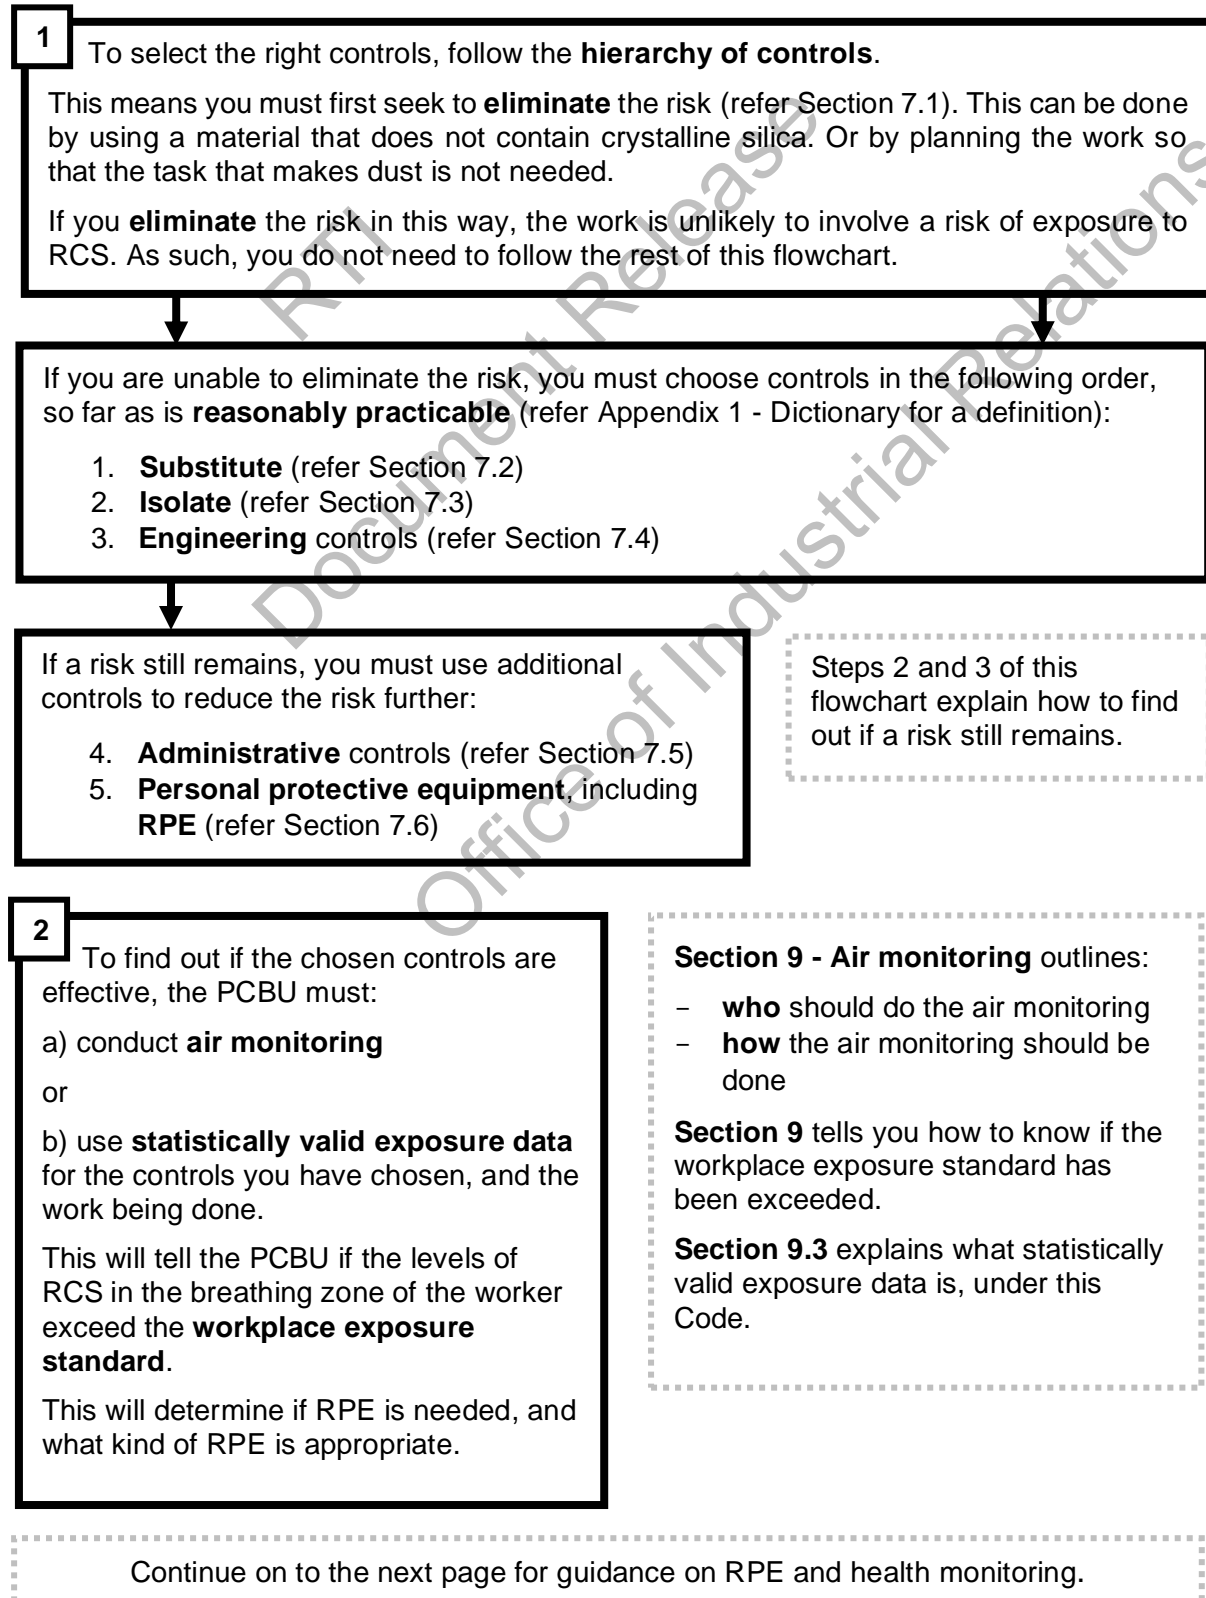 1
To select the right controls, follow the hierarchy of controls.
This means you must first seek to eliminate the risk (refer Section 7.1). This can be done
by using a material that does not contain crystalline silica. Or by planning the work so
that the task that makes dust is not needed.
If you eliminate the risk in this way, the work is unlikely to involve a risk of exposure to
RCS. As such, you do not need to follow the rest of this flowchart.
If you are unable to eliminate the risk, you must choose controls in the following order,
so far as is reasonably practicable (refer Appendix 1 - Dictionary for a definition):
1. Substitute (refer Section 7.2)
2. Isolate (refer Section 7.3)
3. Engineering controls (refer Section 7.4)
If a risk still remains, you must use additional
controls to reduce the risk further:
4. Administrative controls (refer Section 7.5)
5. Personal protective equipment, including
RPE (refer Section 7.6)
Steps 2 and 3 of this
flowchart explain how to find
out if a risk still remains.
2
To find out if the chosen controls are
effective, the PCBU must:
a) conduct air monitoring
or
b) use statistically valid exposure data
for the controls you have chosen, and the
work being done.
This will tell the PCBU if the levels of
RCS in the breathing zone of the worker
exceed the workplace exposure
standard.
This will determine if RPE is needed, and
what kind of RPE is appropriate.
Section 9 - Air monitoring outlines:
– who should do the air monitoring
– how the air monitoring should be
done
Section 9 tells you how to know if the
workplace exposure standard has
been exceeded.
Section 9.3 explains what statistically
valid exposure data is, under this
Code.
Continue on to the next page for guidance on RPE and health monitoring.
RTI
Document Release
Office of Industrial Relations